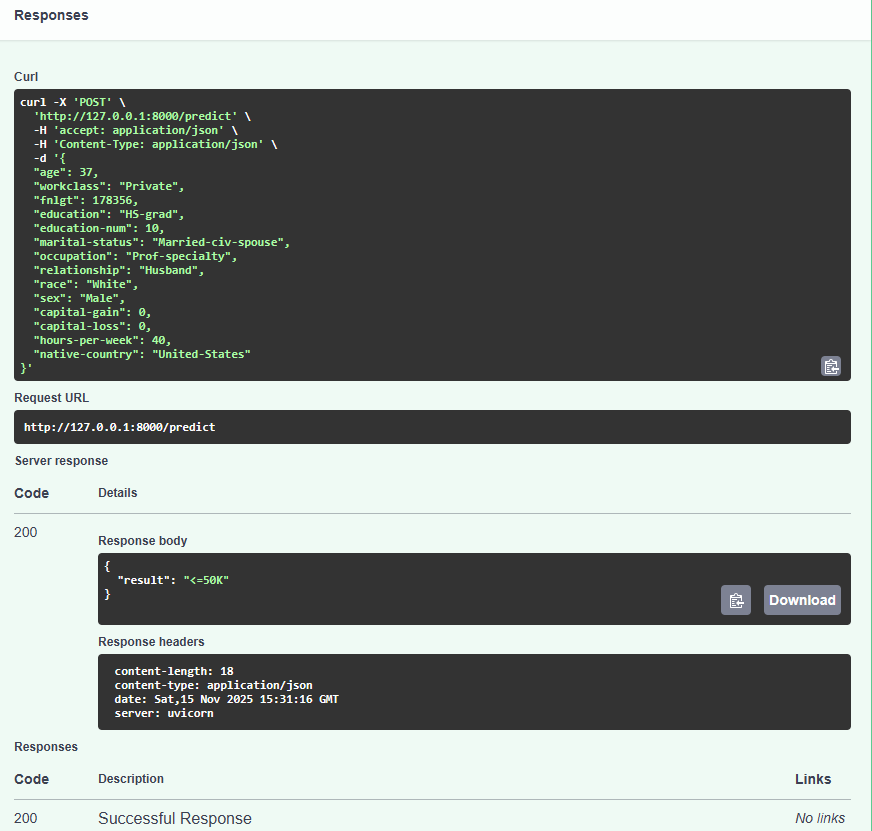 Responses
Curl
curl -X 'POST' \
  'http://127.0.0.1:8000/predict' \
  -H 'accept: application/json' \
  -H 'Content-Type: application/json' \
  -d '{
  "age": 37,
  "workclass": "Private",
  "fnlgt": 178356,
  "education": "HS-grad",
  "education-num": 10,
  "marital-status": "Married-civ-spouse",
  "occupation": "Prof-specialty",
  "relationship": "Husband",
  "race": "White",
  "sex": "Male",
  "capital-gain": 0,
  "capital-loss": 0,
  "hours-per-week": 40,
  "native-country": "United-States"
}'
Request URL
http://127.0.0.1:8000/predict
Server response
Code Details
200
Response body
{
  "result": "<=50K"
}
Download
Response headers
content-length: 18
content-type: application/json
date: Sat,15 Nov 2025 15:31:16 GMT
server: uvicorn
Responses
Code Description Links
200 Successful Response No links